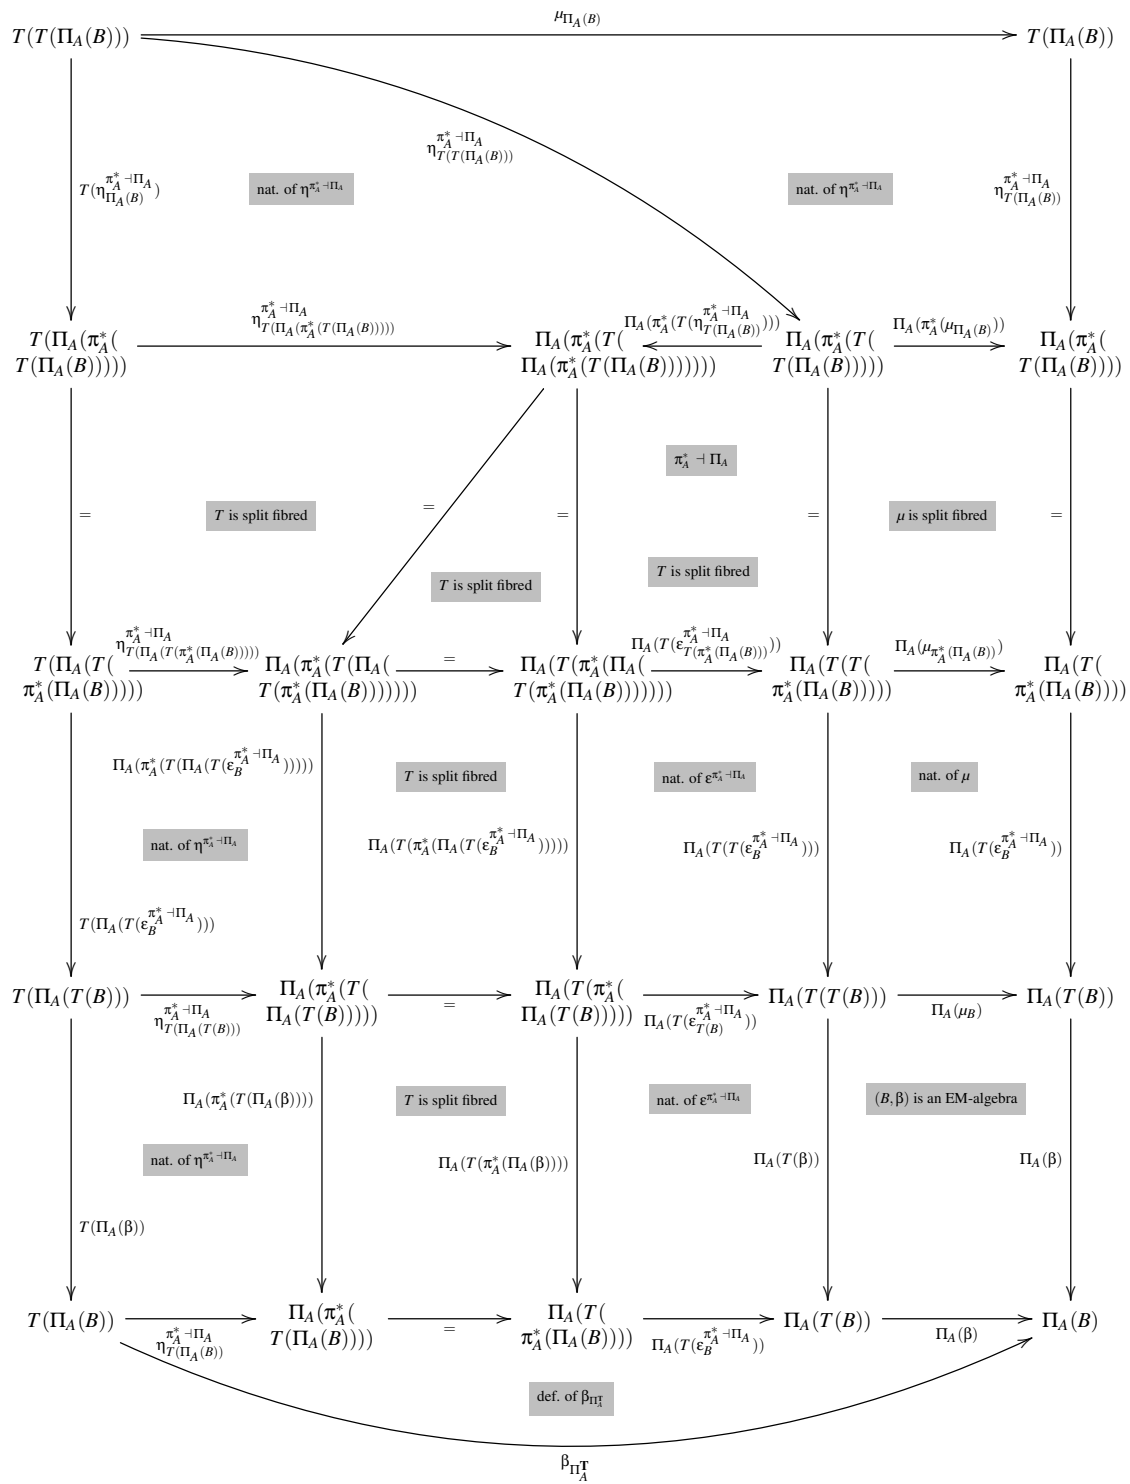 μ_{Π_A(B)}
T(T(Π_A(B)))
T(Π_A(B))
η^{π_A^* ⊣ Π_A}_{T(T(Π_A(B)))}
T(η^{π_A^* ⊣ Π_A}_{Π_A(B)})
nat. of η^{π_A^* ⊣ Π_A}
nat. of η^{π_A^* ⊣ Π_A}
η^{π_A^* ⊣ Π_A}_{T(Π_A(B))}
T(Π_A(π_A^*(
T(Π_A(B)))))
η^{π_A^* ⊣ Π_A}_{T(Π_A(π_A^*(T(Π_A(B)))))}
Π_A(π_A^*(T(
Π_A(π_A^*(T(Π_A(B)))))))
Π_A(π_A^*(T(η^{π_A^* ⊣ Π_A}_{T(Π_A(B))})))
Π_A(π_A^*(T(
T(Π_A(B)))))
Π_A(π_A^*(μ_{Π_A(B)}))
Π_A(π_A^*(
T(Π_A(B))))
π_A^* ⊣ Π_A
=
T is split fibred
=
=
=
μ is split fibred
=
T is split fibred
T is split fibred
T(Π_A(T(
π_A^*(Π_A(B)))))
η^{π_A^* ⊣ Π_A}_{T(Π_A(T(π_A^*(Π_A(B)))))}
Π_A(π_A^*(T(Π_A(
T(π_A^*(Π_A(B)))))))
=
Π_A(T(π_A^*(Π_A(
T(π_A^*(Π_A(B)))))))
Π_A(T(ε^{π_A^* ⊣ Π_A}_{T(π_A^*(Π_A(B)))}))
Π_A(T(T(
π_A^*(Π_A(B)))))
Π_A(μ_{π_A^*(Π_A(B))})
Π_A(T(
π_A^*(Π_A(B))))
Π_A(π_A^*(T(Π_A(T(ε_B^{π_A^* ⊣ Π_A})))))
T is split fibred
nat. of ε^{π_A^* ⊣ Π_A}
nat. of μ
nat. of η^{π_A^* ⊣ Π_A}
Π_A(T(π_A^*(Π_A(T(ε_B^{π_A^* ⊣ Π_A})))))
Π_A(T(T(ε_B^{π_A^* ⊣ Π_A})))
Π_A(T(ε_B^{π_A^* ⊣ Π_A}))
T(Π_A(T(ε_B^{π_A^* ⊣ Π_A})))
T(Π_A(T(B)))
η^{π_A^* ⊣ Π_A}_{T(Π_A(T(B)))}
Π_A(π_A^*(T(
Π_A(T(B)))))
=
Π_A(T(π_A^*(
Π_A(T(B)))))
Π_A(T(ε^{π_A^* ⊣ Π_A}_{T(B)}))
Π_A(T(T(B)))
Π_A(μ_B)
Π_A(T(B))
Π_A(π_A^*(T(Π_A(β))))
T is split fibred
nat. of ε^{π_A^* ⊣ Π_A}
(B,β) is an EM-algebra
nat. of η^{π_A^* ⊣ Π_A}
Π_A(T(π_A^*(Π_A(β))))
Π_A(T(β))
Π_A(β)
T(Π_A(β))
T(Π_A(B))
η^{π_A^* ⊣ Π_A}_{T(Π_A(B))}
Π_A(π_A^*(
T(Π_A(B))))
=
Π_A(T(
π_A^*(Π_A(B))))
Π_A(T(ε_B^{π_A^* ⊣ Π_A}))
Π_A(T(B))
Π_A(β)
Π_A(B)
def. of β_{Π_A^𝐓}
β_{Π_A^𝐓}